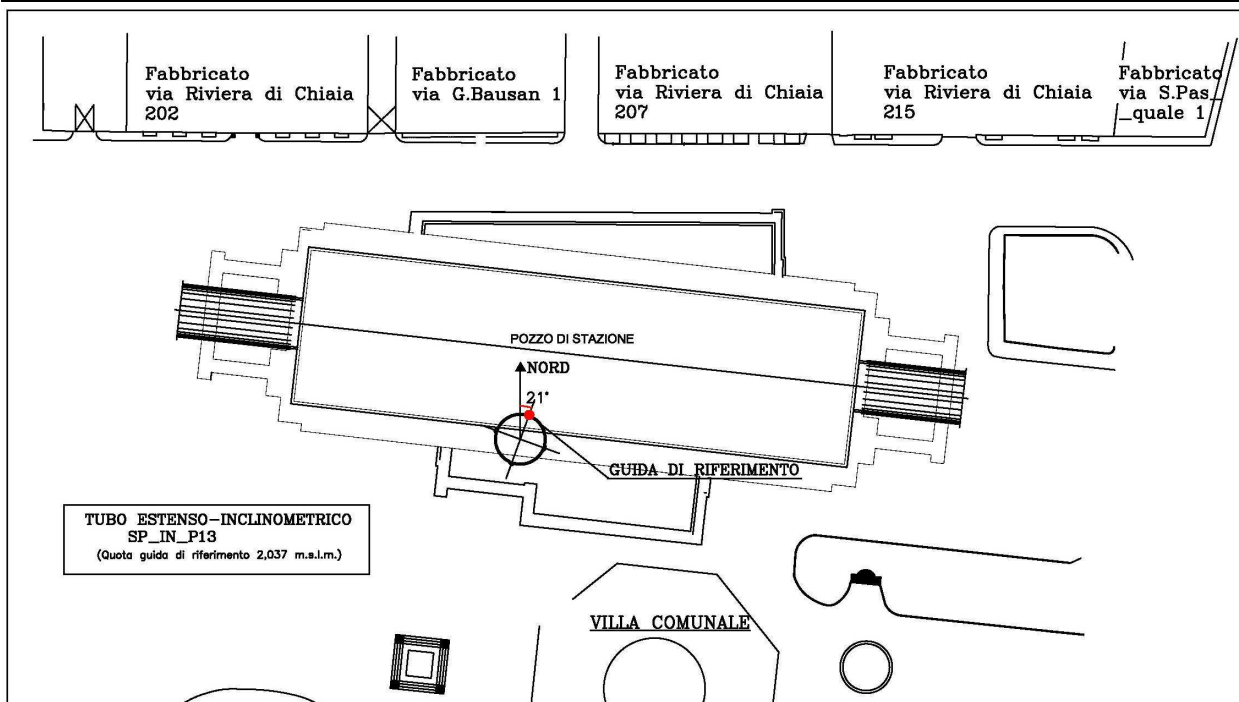 Fabbricato
via Riviera di Chiaia
202
Fabbricato
via G.Bausan 1
Fabbricato
via Riviera di Chiaia
207
Fabbricato
via Riviera di Chiaia
215
Fabbricato
via S.Pas_
_quale 1
POZZO DI STAZIONE
NORD
21°
GUIDA DI RIFERIMENTO
TUBO ESTENSO-INCLINOMETRICO
SP_IN_P13
(Quota guida di riferimento 2,037 m.s.l.m.)
VILLA COMUNALE